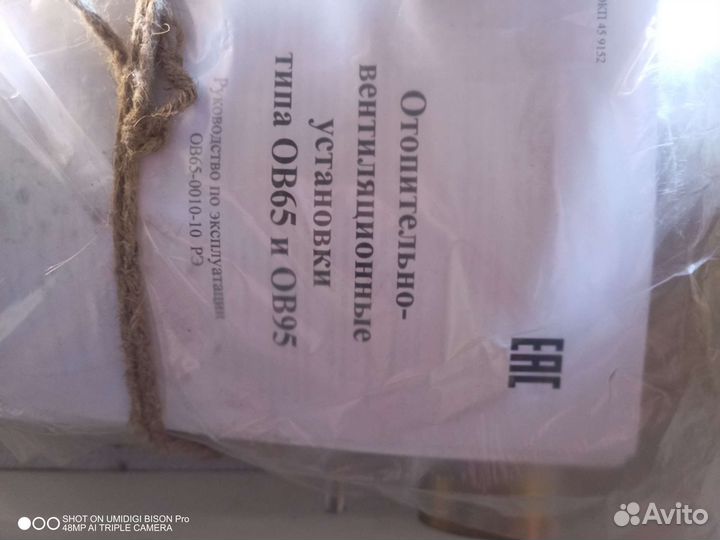 ОКП 45 9152
EAC
Отопительно-
вентиляционные
установки
типа ОВ65 и ОВ95
Руководство по эксплуатации
ОВ65-0010-10 РЭ
SHOT ON UMIDIGI BISON Pro
48MP AI TRIPLE CAMERA
Avito